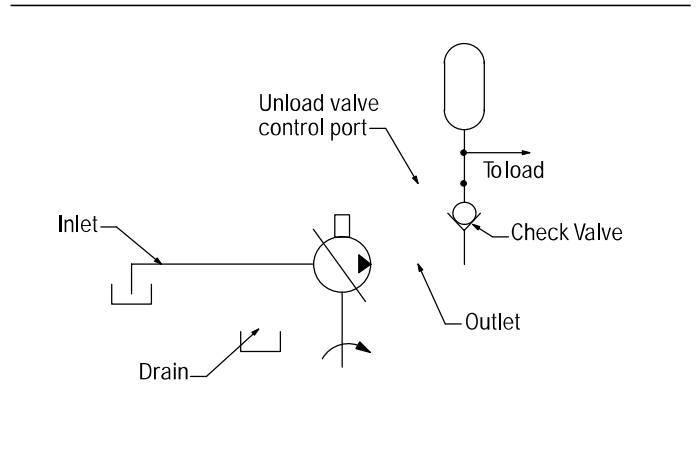 Unload valve
control port
To load
Inlet
Check Valve
Outlet
Drain